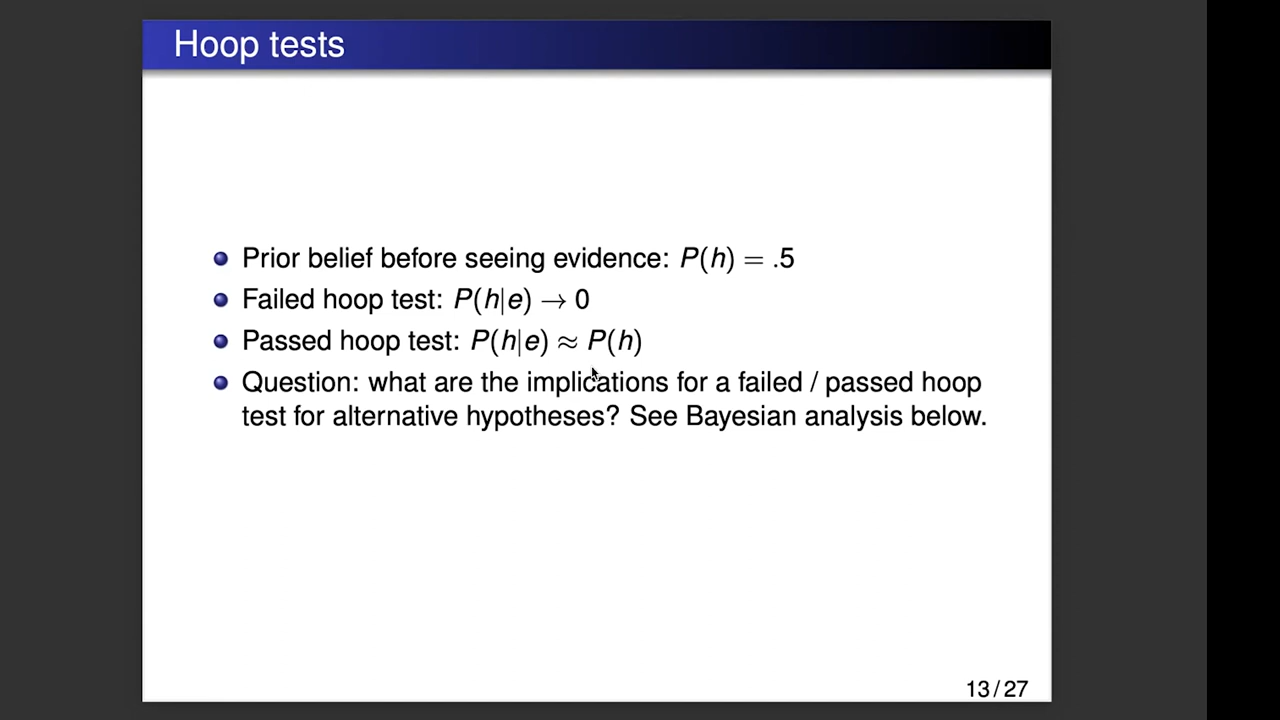 Hoop tests
Prior belief before seeing evidence: P(h) = .5
Failed hoop test: P(h|e) → 0
Passed hoop test: P(h|e) ≈ P(h)
Question: what are the implications for a failed / passed hoop
test for alternative hypotheses? See Bayesian analysis below.
13 / 27